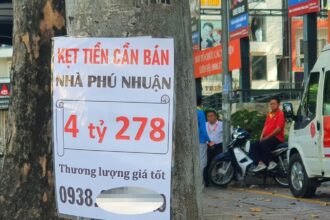 KẸT TIỀN CẦN BÁN
NHÀ PHÚ NHUẬN
4 tỷ 278
Thương lượng giá tốt
0938